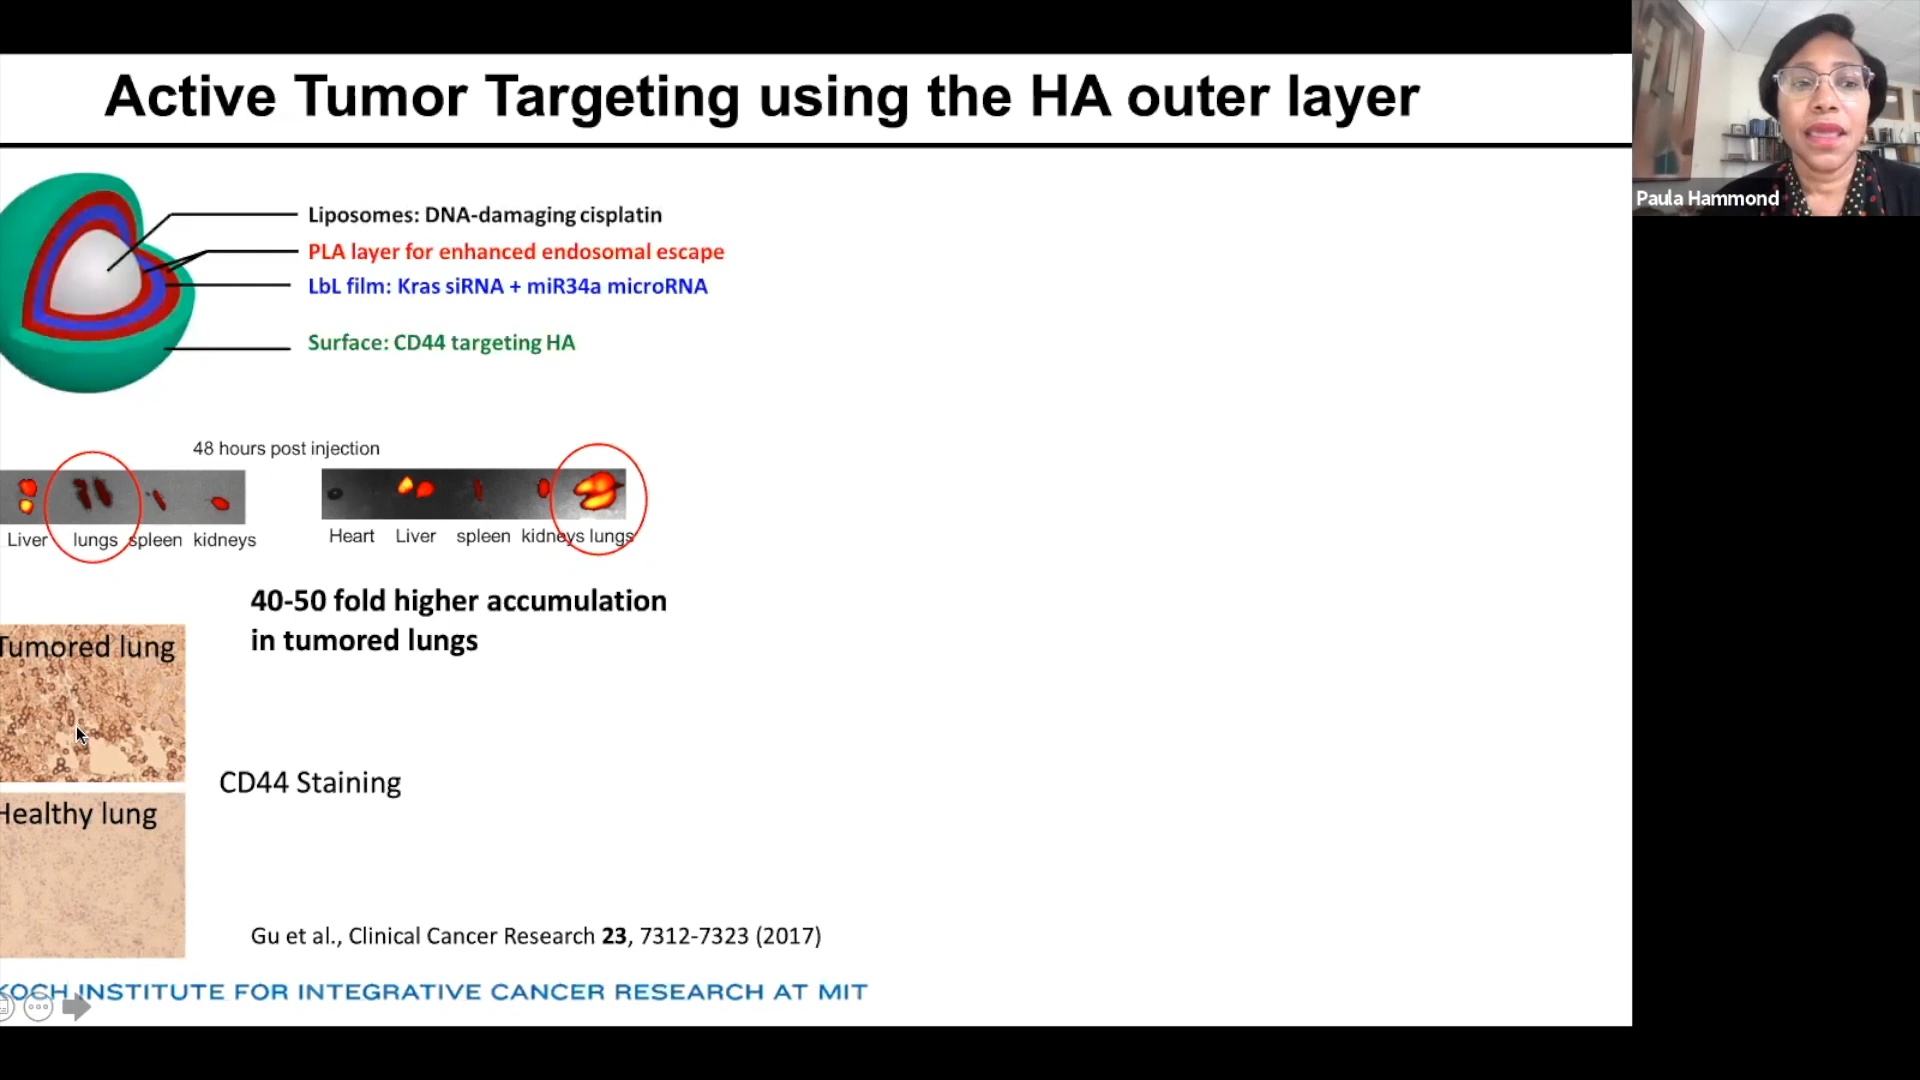 Active Tumor Targeting using the HA outer layer
Paula Hammond
Liposomes: DNA-damaging cisplatin
PLA layer for enhanced endosomal escape
LbL film: Kras siRNA + miR34a microRNA
Surface: CD44 targeting HA
48 hours post injection
Liver lungs spleen kidneys
Heart Liver spleen kidneys lungs
40-50 fold higher accumulation
in tumored lungs
Tumored lung
CD44 Staining
Healthy lung
Gu et al., Clinical Cancer Research 23, 7312-7323 (2017)
KOCH INSTITUTE FOR INTEGRATIVE CANCER RESEARCH AT MIT